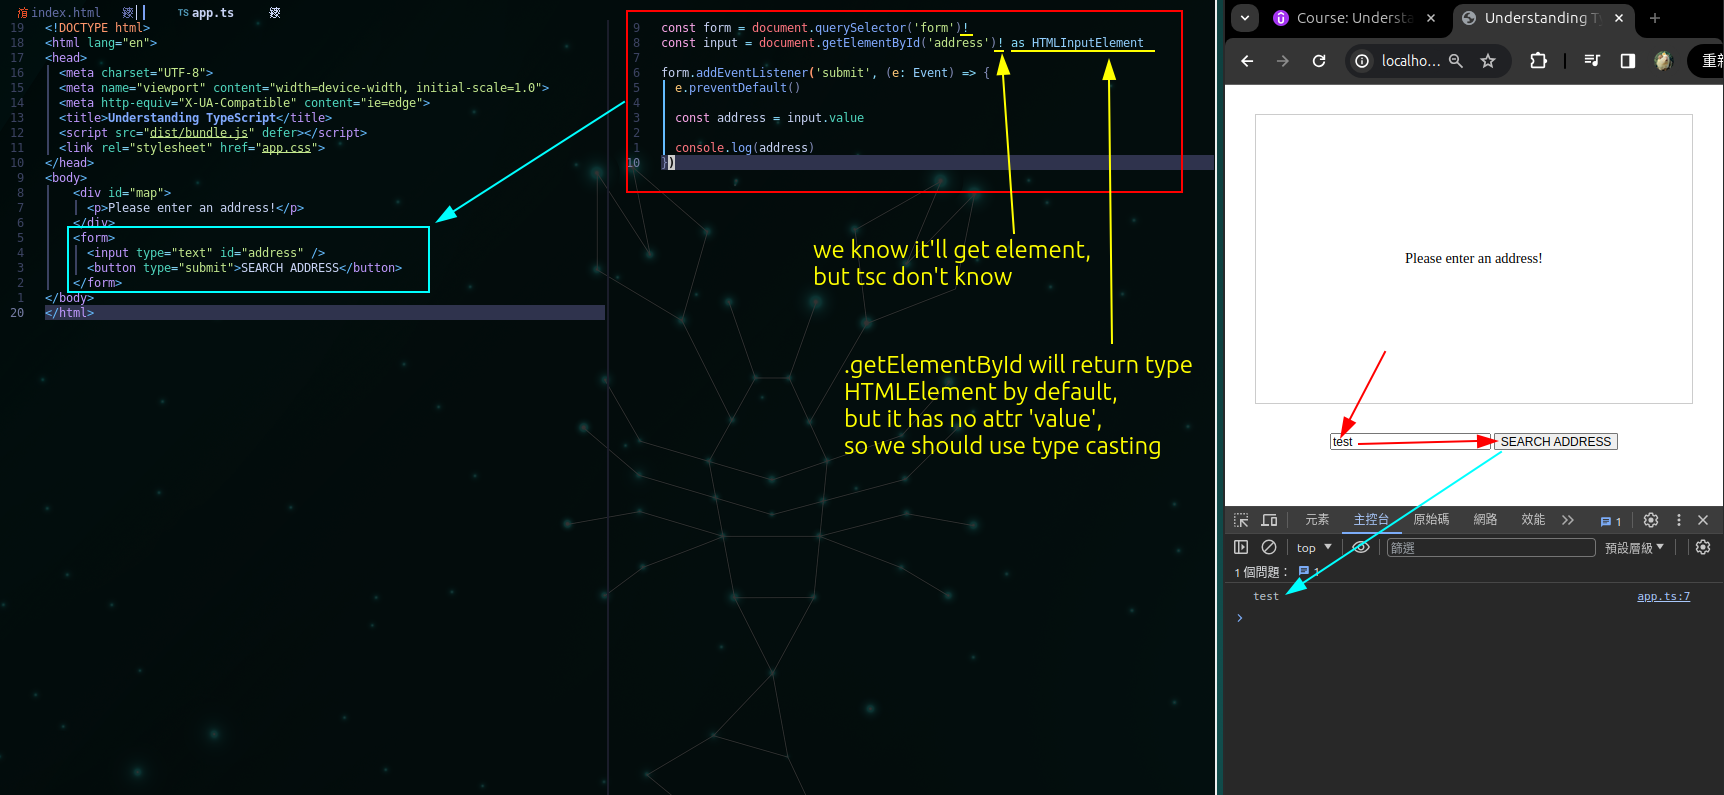 index.html
TS app.ts
19 <!DOCTYPE html>
18 <html lang="en">
17 <head>
16 <meta charset="UTF-8">
15 <meta name="viewport" content="width=device-width, initial-scale=1.0">
14 <meta http-equiv="X-UA-Compatible" content="ie=edge">
13 <title>Understanding TypeScript</title>
12 <script src="dist/bundle.js" defer></script>
11 <link rel="stylesheet" href="app.css">
10 </head>
9 <body>
8 <div id="map">
7 <p>Please enter an address!</p>
6 </div>
5 <form>
4 <input type="text" id="address" />
3 <button type="submit">SEARCH ADDRESS</button>
2 </form>
1 </body>
20 </html>
9 const form = document.querySelector('form')!
8 const input = document.getElementById('address')! as HTMLInputElement
7
6 form.addEventListener('submit', (e: Event) => {
5 e.preventDefault()
4
3 const address = input.value
2
1 console.log(address)
10 })
we know it'll get element,
but tsc don't know
.getElementById will return type
HTMLElement by default,
but it has no attr 'value',
so we should use type casting
Course: Understa
Understanding T
localho...
重新
Please enter an address!
test
SEARCH ADDRESS
元素 主控台 原始碼 網路 效能 1
top 篩選 預設層級
1 個問題： 1
test app.ts:7